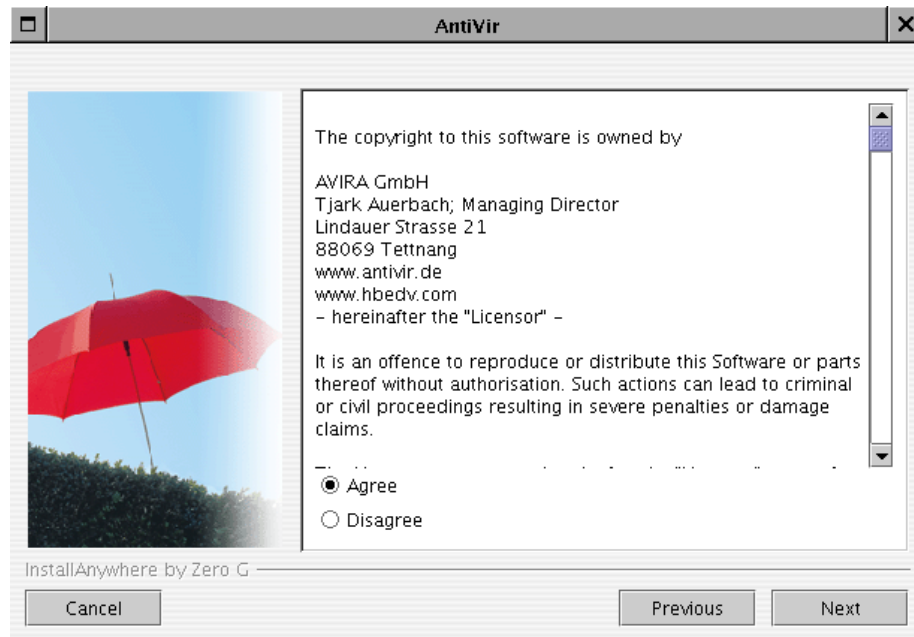 AntiVir
The copyright to this software is owned by
AVIRA GmbH
Tjark Auerbach; Managing Director
Lindauer Strasse 21
88069 Tettnang
www.antivir.de
www.hbedv.com
– hereinafter the "Licensor" –
It is an offence to reproduce or distribute this Software or parts
thereof without authorisation. Such actions can lead to criminal
or civil proceedings resulting in severe penalties or damage
claims.
Agree
Disagree
InstallAnywhere by Zero G
Cancel
Previous
Next